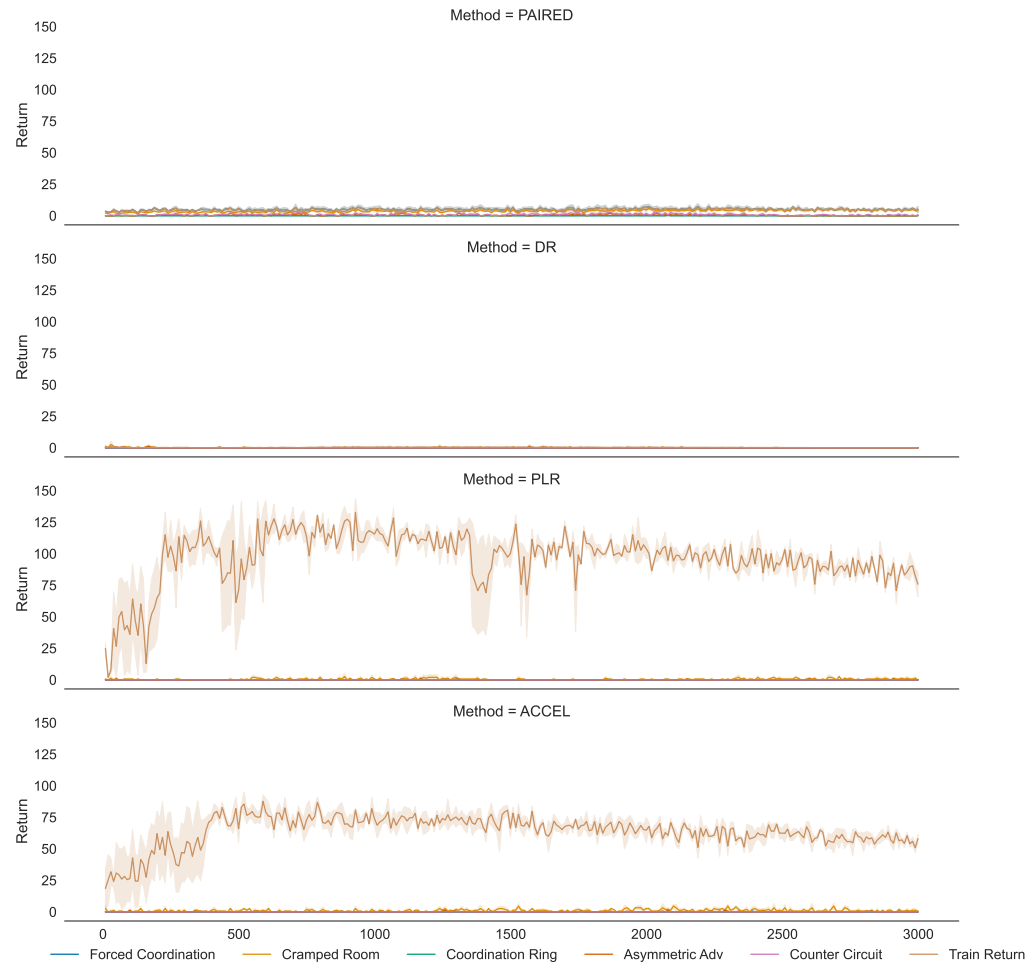 Method = PAIRED
150
125
100
75
50
25
0
Return
Method = DR
150
125
100
75
50
25
0
Return
Method = PLR
150
125
100
75
50
25
0
Return
Method = ACCEL
150
125
100
75
50
25
0
Return
0 500 1000 1500 2000 2500 3000
Forced Coordination Cramped Room Coordination Ring Asymmetric Adv Counter Circuit Train Return